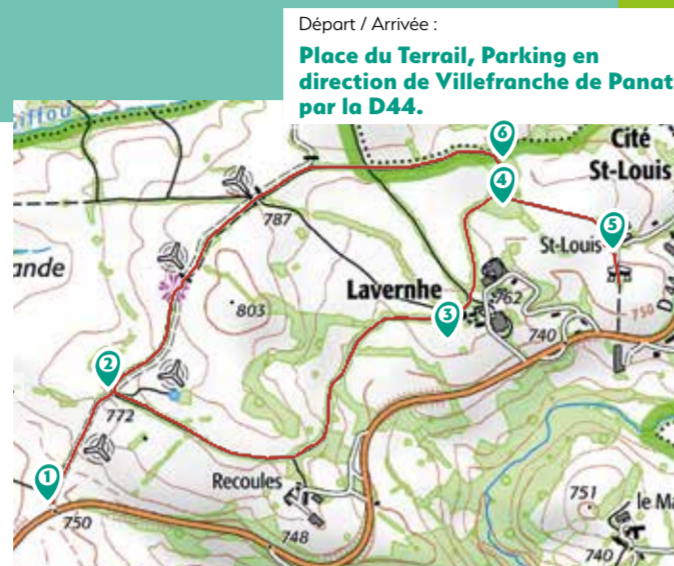 Départ / Arrivée :
Place du Terrail, Parking en
direction de Villefranche de Panat
par la D44.
6
Cité
St-Louis
4
787
5
St-Louis
ande
Lavernhe
762
803
3
750
D 44
740
2
772
1
Recoules
750
751
748
740